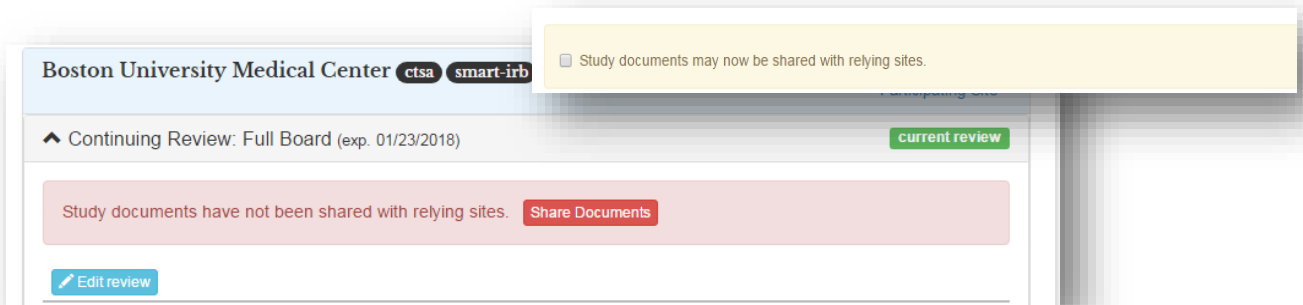 Study documents may now be shared with relying sites.
Boston University Medical Center ctsa smart-irb
Participating Site
Continuing Review: Full Board (exp. 01/23/2018) current review
Study documents have not been shared with relying sites. Share Documents
Edit review